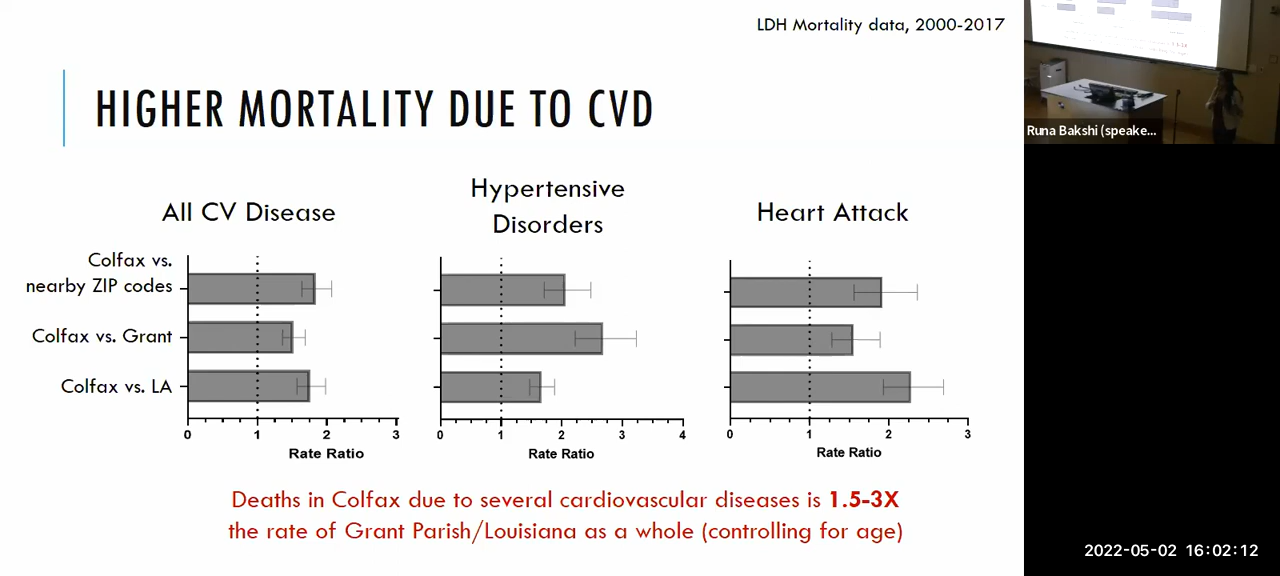 LDH Mortality data, 2000-2017
HIGHER MORTALITY DUE TO CVD
All CV Disease
Hypertensive
Disorders
Heart Attack
Colfax vs.
nearby ZIP codes
Colfax vs. Grant
Colfax vs. LA
0 1 2 3
Rate Ratio
0 1 2 3 4
Rate Ratio
0 1 2 3
Rate Ratio
Deaths in Colfax due to several cardiovascular diseases is 1.5-3X
the rate of Grant Parish/Louisiana as a whole (controlling for age)
Runa Bakshi (speake...
2022-05-02 16:02:12